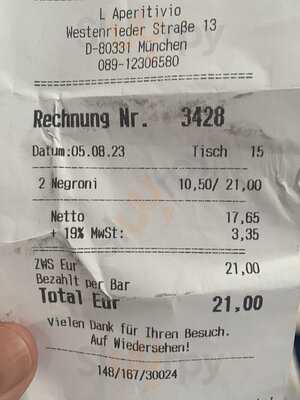 L Aperitivio
Westenrieder Straße 13
D-80331 München
089-12306580
Rechnung Nr. 3428
Datum:05.08.23 Tisch 15
2 Negroni 10,50/ 21,00
Netto 17,65
+ 19% MwSt: 3,35
ZWS Eur 21,00
Bezahlt per Bar
Total Eur 21,00
Vielen Dank für Ihren Besuch.
Auf Wiedersehen!
148/167/30024